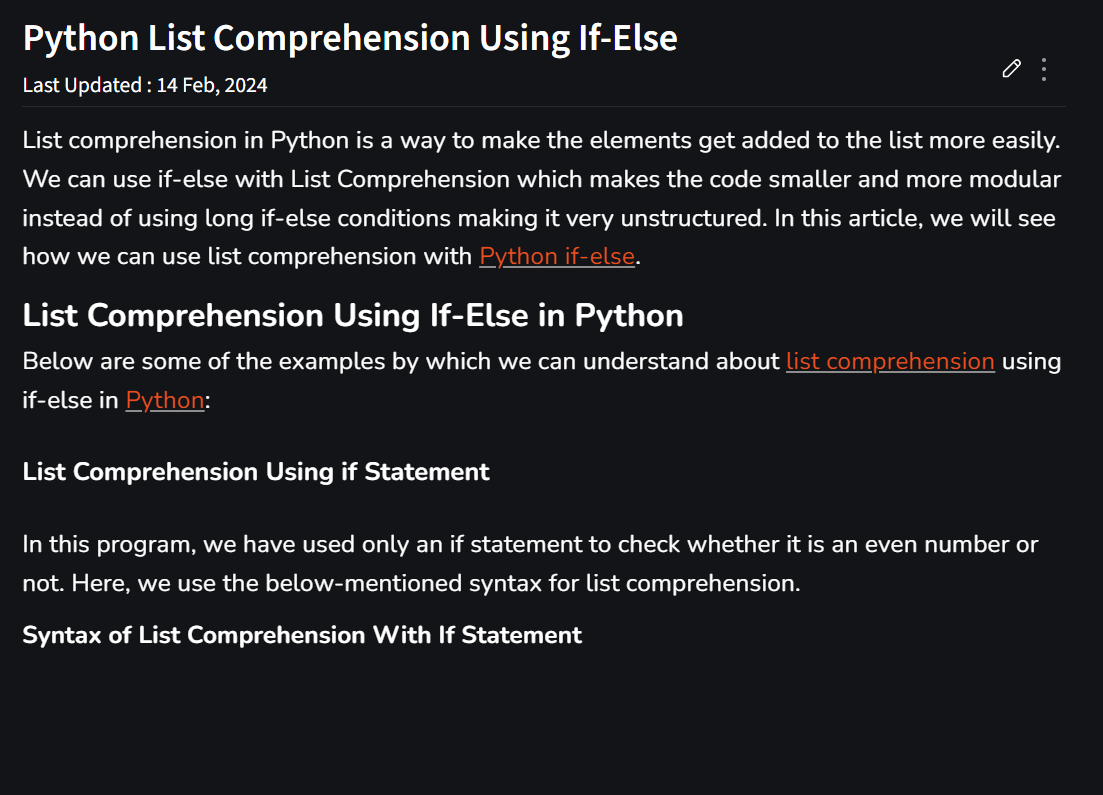 Python List Comprehension Using If-Else
Last Updated : 14 Feb, 2024
List comprehension in Python is a way to make the elements get added to the list more easily.
We can use if-else with List Comprehension which makes the code smaller and more modular
instead of using long if-else conditions making it very unstructured. In this article, we will see
how we can use list comprehension with Python if-else.
List Comprehension Using If-Else in Python
Below are some of the examples by which we can understand about list comprehension using
if-else in Python:
List Comprehension Using if Statement
In this program, we have used only an if statement to check whether it is an even number or
not. Here, we use the below-mentioned syntax for list comprehension.
Syntax of List Comprehension With If Statement